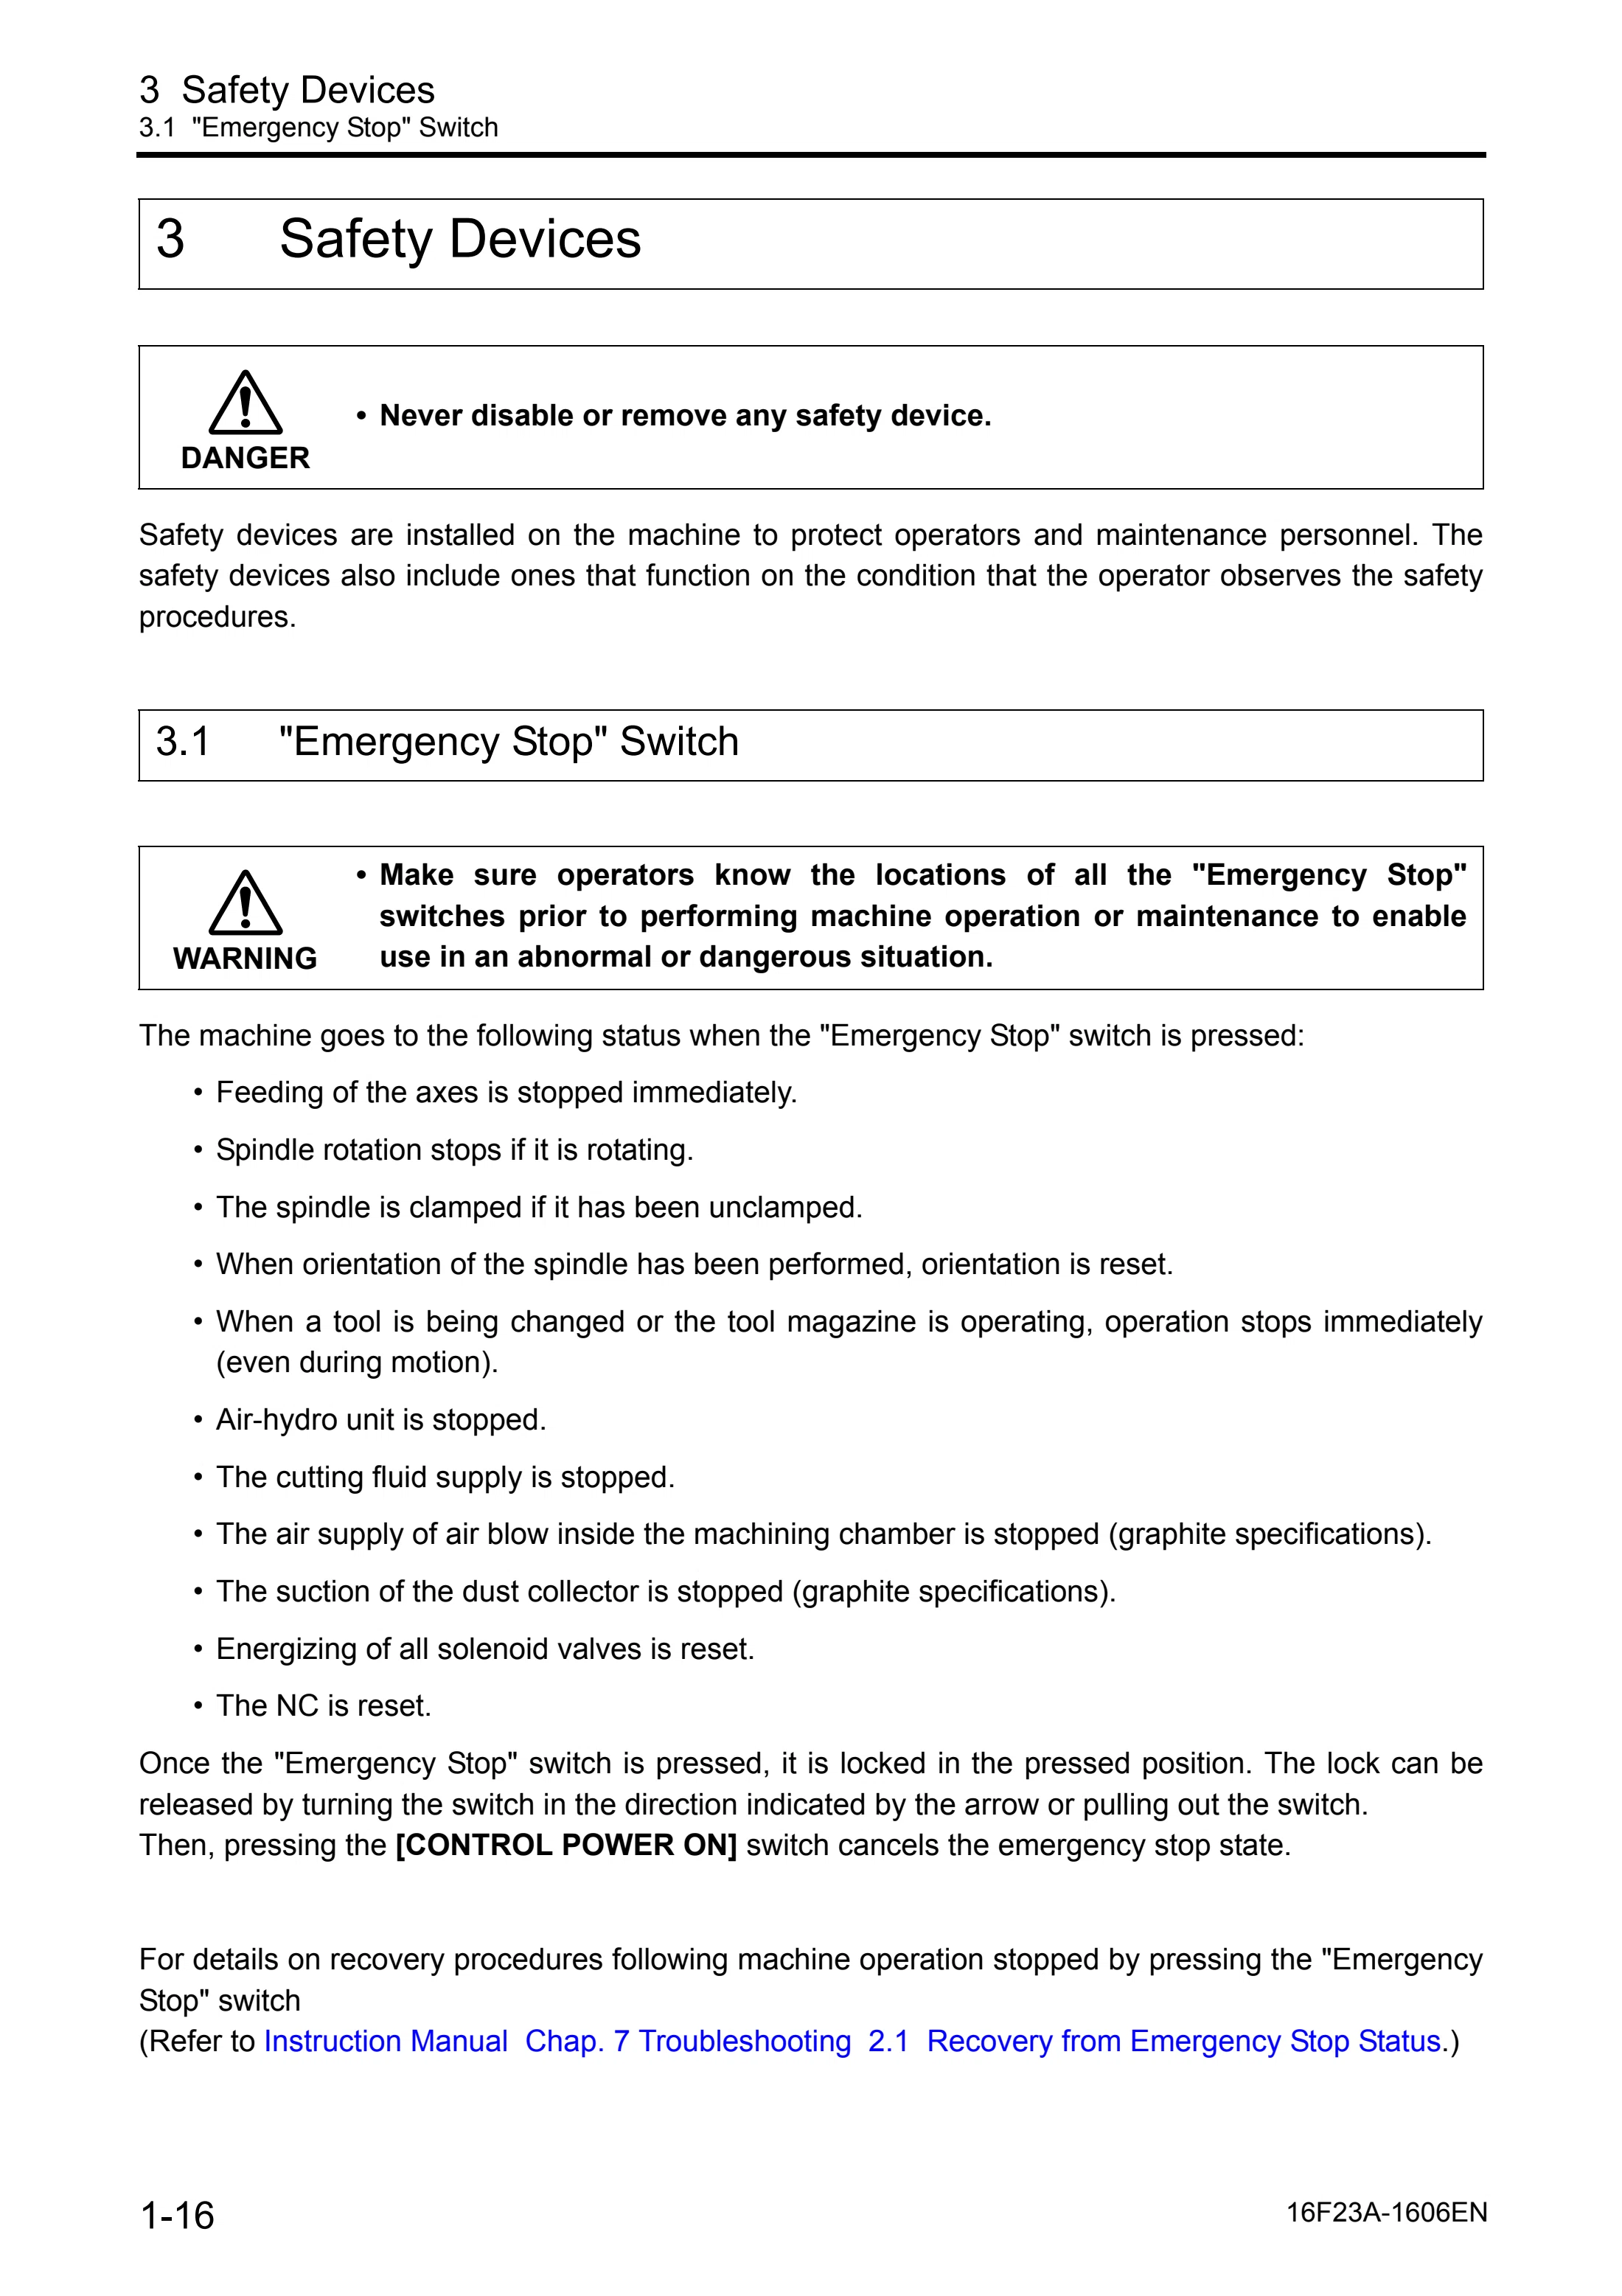 3 Safety Devices
3.1 "Emergency Stop" Switch
3 Safety Devices
DANGER
• Never disable or remove any safety device.
Safety devices are installed on the machine to protect operators and maintenance personnel. The
safety devices also include ones that function on the condition that the operator observes the safety
procedures.
3.1 "Emergency Stop" Switch
WARNING
• Make sure operators know the locations of all the "Emergency Stop"
switches prior to performing machine operation or maintenance to enable
use in an abnormal or dangerous situation.
The machine goes to the following status when the "Emergency Stop" switch is pressed:
• Feeding of the axes is stopped immediately.
• Spindle rotation stops if it is rotating.
• The spindle is clamped if it has been unclamped.
• When orientation of the spindle has been performed, orientation is reset.
• When a tool is being changed or the tool magazine is operating, operation stops immediately
(even during motion).
• Air-hydro unit is stopped.
• The cutting fluid supply is stopped.
• The air supply of air blow inside the machining chamber is stopped (graphite specifications).
• The suction of the dust collector is stopped (graphite specifications).
• Energizing of all solenoid valves is reset.
• The NC is reset.
Once the "Emergency Stop" switch is pressed, it is locked in the pressed position. The lock can be
released by turning the switch in the direction indicated by the arrow or pulling out the switch.
Then, pressing the [CONTROL POWER ON] switch cancels the emergency stop state.
For details on recovery procedures following machine operation stopped by pressing the "Emergency
Stop" switch
(Refer to Instruction Manual Chap. 7 Troubleshooting 2.1 Recovery from Emergency Stop Status.)
1-16
16F23A-1606EN